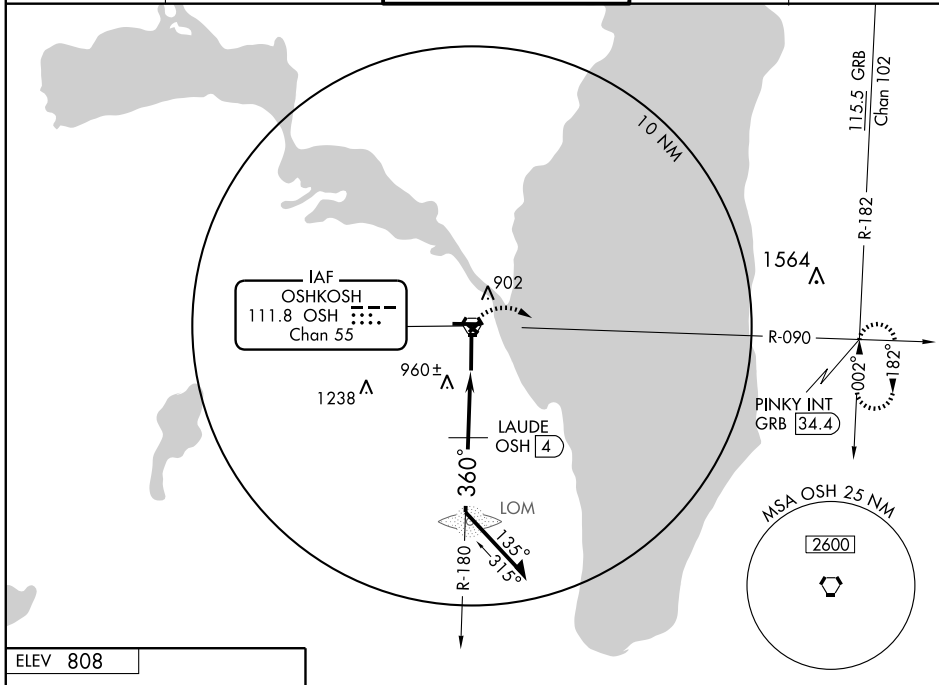 10 NM
115.5 GRB
Chan 102
R-182
1564
IAF
OSHKOSH
111.8 OSH
Chan 55
902
R-090
960±
1238
002°
182°
PINKY INT
GRB 34.4
LAUDE
OSH 4
360°
LOM
135°
315°
R-180
MSA OSH 25 NM
2600
ELEV 808